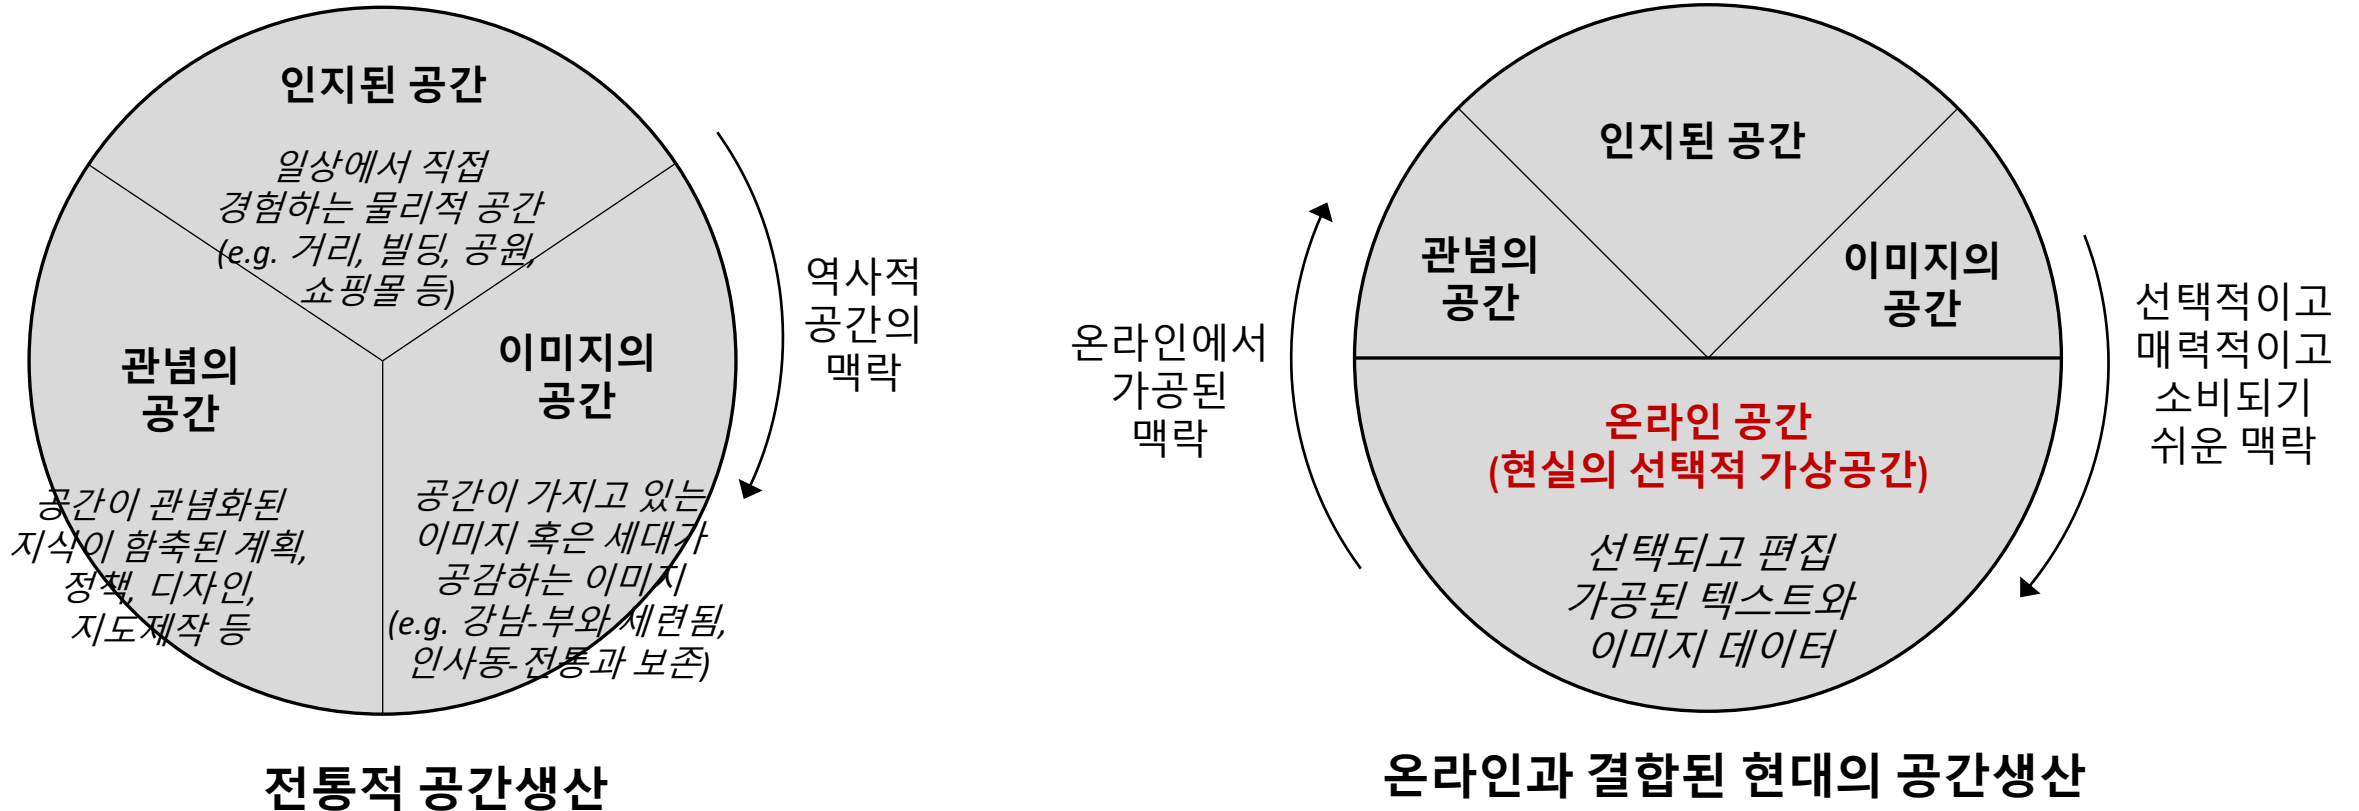 인지된 공간
일상에서 직접
경험하는 물리적 공간
(e.g. 거리, 빌딩, 공원,
쇼핑몰 등)
관념의
공간
공간이 관념화된
지식이 함축된 계획,
정책, 디자인,
지도제작 등
이미지의
공간
공간이 가지고 있는
이미지 혹은 세대가
공감하는 이미지
(e.g. 강남-부와 세련됨,
인사동-전통과 보존)
역사적
공간의
맥락
전통적 공간생산
온라인에서
가공된
맥락
인지된 공간
관념의
공간
이미지의
공간
온라인 공간
(현실의 선택적 가상공간)
선택되고 편집
가공된 텍스트와
이미지 데이터
선택적이고
매력적이고
소비되기
쉬운 맥락
온라인과 결합된 현대의 공간생산